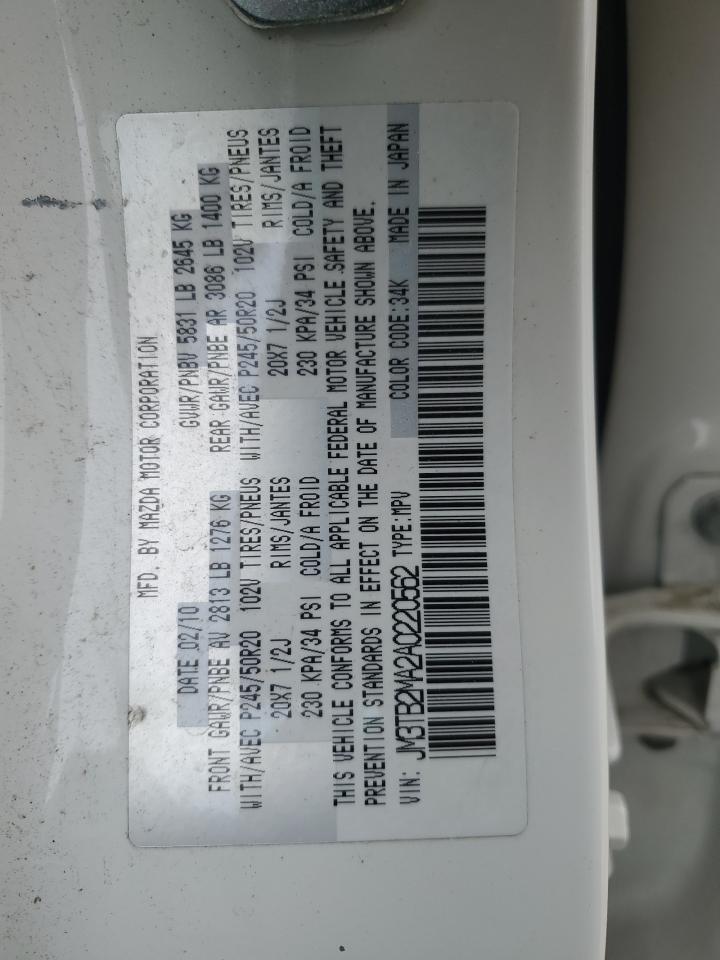 MFD. BY MAZDA MOTOR CORPORATION
DATE 02/10 GVWR/PNBV 5831 LB 2645 KG
FRONT GAWR/PNBE AV 2813 LB 1276 KG REAR GAWR/PNBE AR 3086 LB 1400 KG
WITH/AVEC P245/50R20 102V TIRES/PNEUS WITH/AVEC P245/50R20 102V TIRES/PNEUS
20X7 1/2J RIMS/JANTES 20X7 1/2J RIMS/JANTES
230 KPA/34 PSI COLD/A FROID 230 KPA/34 PSI COLD/A FROID
THIS VEHICLE CONFORMS TO ALL APPLICABLE FEDERAL MOTOR VEHICLE SAFETY AND THEFT
PREVENTION STANDARDS IN EFFECT ON THE DATE OF MANUFACTURE SHOWN ABOVE.
VIN: JM3TB2MA2A0220562 TYPE:MPV COLOR CODE:34K MADE IN JAPAN